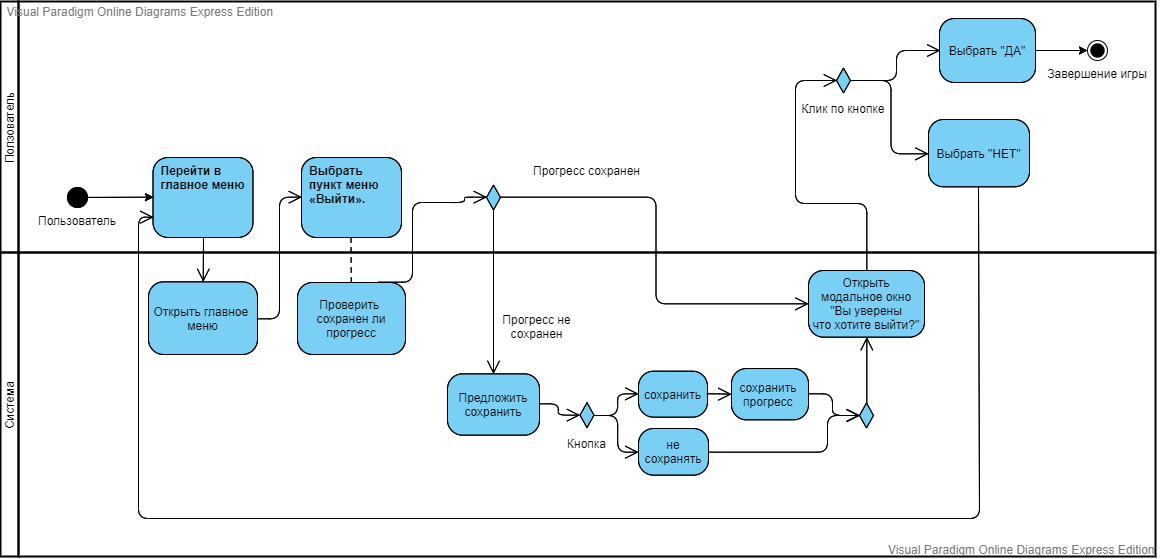 Visual Paradigm Online Diagrams Express Edition
Ползователь
Пользователь
Перейти в
главное меню
Выбрать
пункт меню
«Выйти».
Прогресс сохранен
Клик по кнопке
Выбрать "ДА"
Завершение игры
Выбрать "НЕТ"
Система
Открыть главное
меню
Проверить
сохранен ли
прогресс
Прогресс не
сохранен
Открыть
модальное окно
"Вы уверены
что хотите выйти?"
Предложить
сохранить
Кнопка
сохранить
сохранить
прогресс
не
сохранять
Visual Paradigm Online Diagrams Express Edition